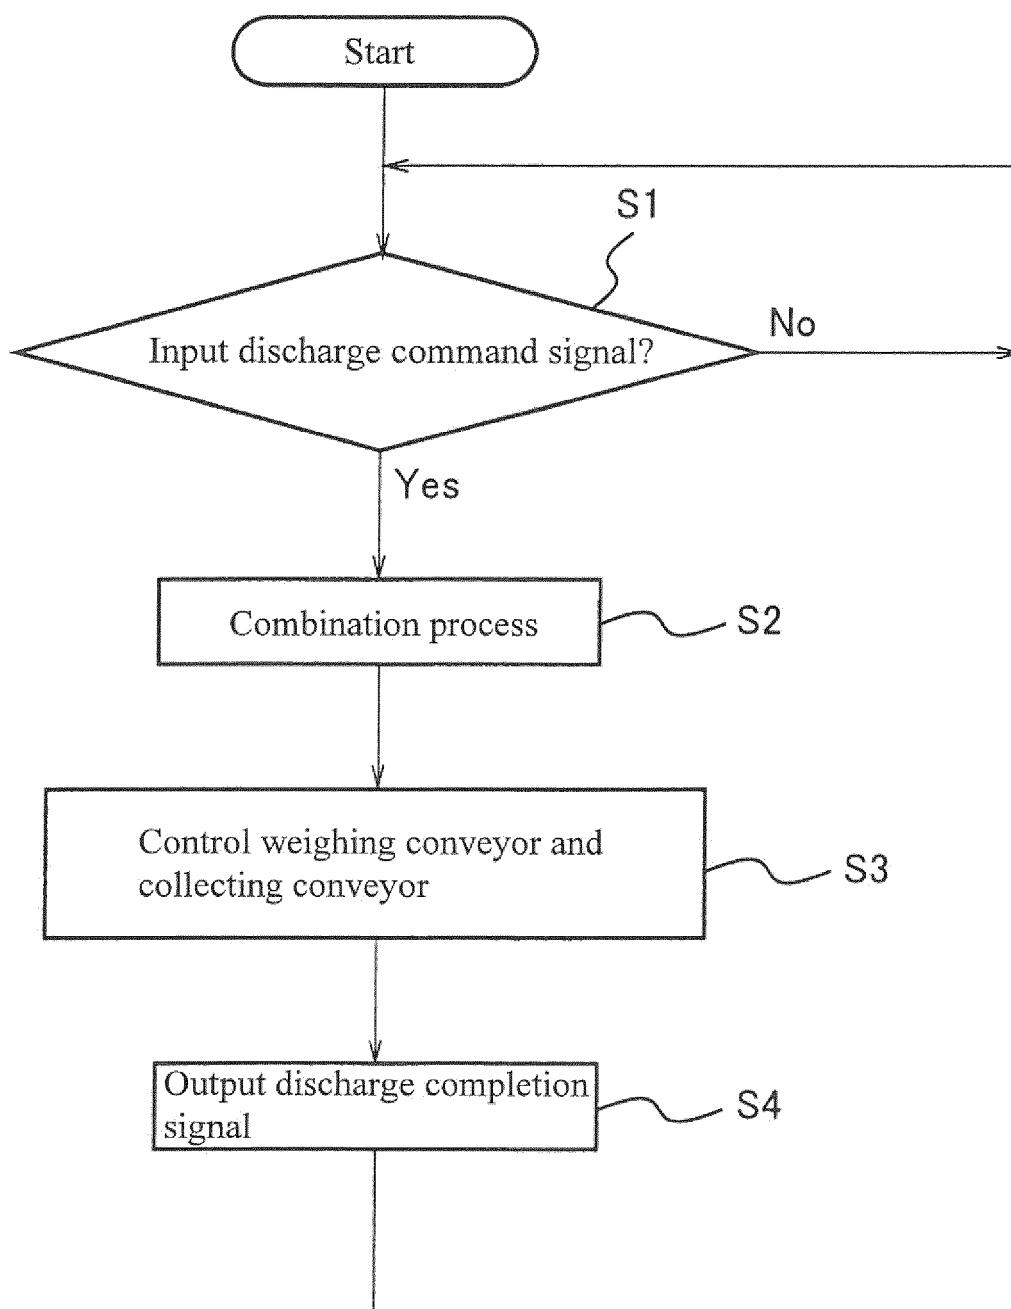 Start
S1
No
Input discharge command signal?
Yes
Combination process
S2
Control weighing conveyor and
collecting conveyor
S3
Output discharge completion
signal
S4